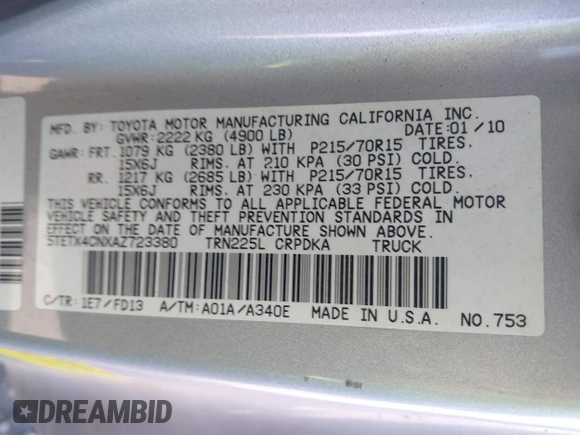 MFD. BY: TOYOTA MOTOR MANUFACTURING CALIFORNIA INC.
GVWR: 2222 KG (4900 LB) DATE: 01/10
GAWR: FRT. 1079 KG (2380 LB) WITH P215/70R15 TIRES.
15X6J RIMS. AT 210 KPA (30 PSI) COLD.
RR. 1217 KG (2685 LB) WITH P215/70R15 TIRES.
15X6J RIMS. AT 230 KPA (33 PSI) COLD.
THIS VEHICLE CONFORMS TO ALL APPLICABLE FEDERAL MOTOR
VEHICLE SAFETY AND THEFT PREVENTION STANDARDS IN
EFFECT ON THE DATE OF MANUFACTURE SHOWN ABOVE.
5TETX4CNXAZ723380 TRN225L CRPDKA TRUCK
C/TR: 1E7/FD13 A/TM: A01A/A340E MADE IN U.S.A. NO. 753
DREAMBID